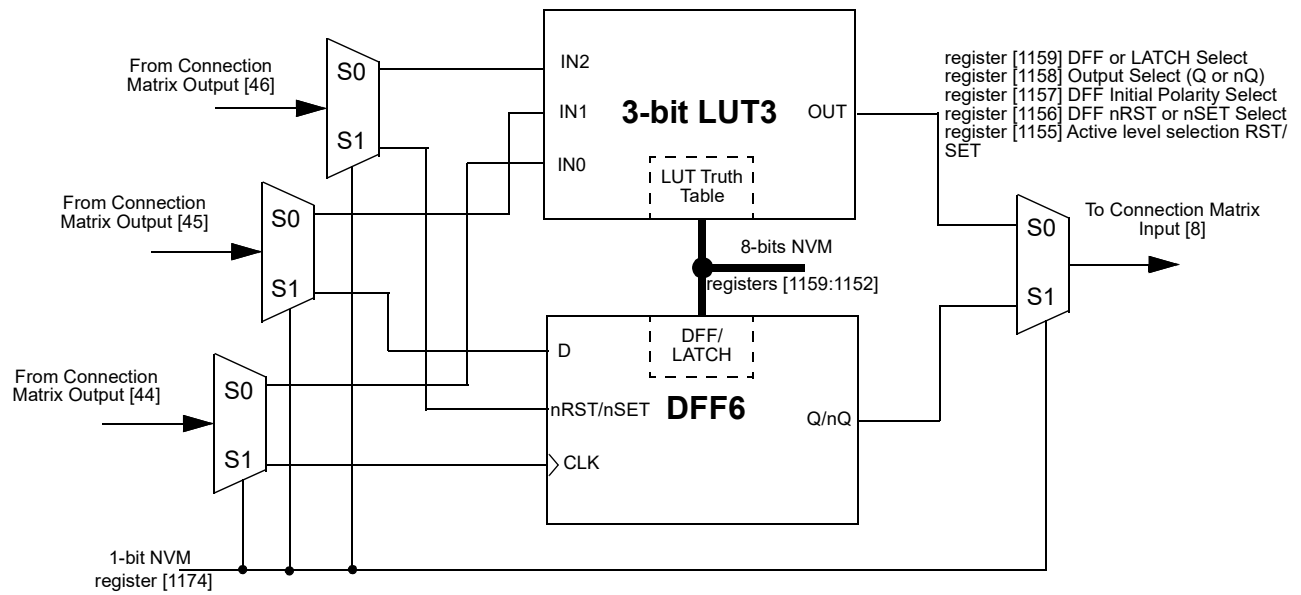 From Connection
Matrix Output [46]
S0
S1
IN2
IN1
IN0
3-bit LUT3
OUT
LUT Truth
Table
register [1159] DFF or LATCH Select
register [1158] Output Select (Q or nQ)
register [1157] DFF Initial Polarity Select
register [1156] DFF nRST or nSET Select
register [1155] Active level selection RST/
SET
From Connection
Matrix Output [45]
S0
S1
8-bits NVM
registers [1159:1152]
To Connection Matrix
Input [8]
S0
S1
From Connection
Matrix Output [44]
S0
S1
D
nRST/nSET
CLK
DFF/
LATCH
DFF6
Q/nQ
1-bit NVM
register [1174]